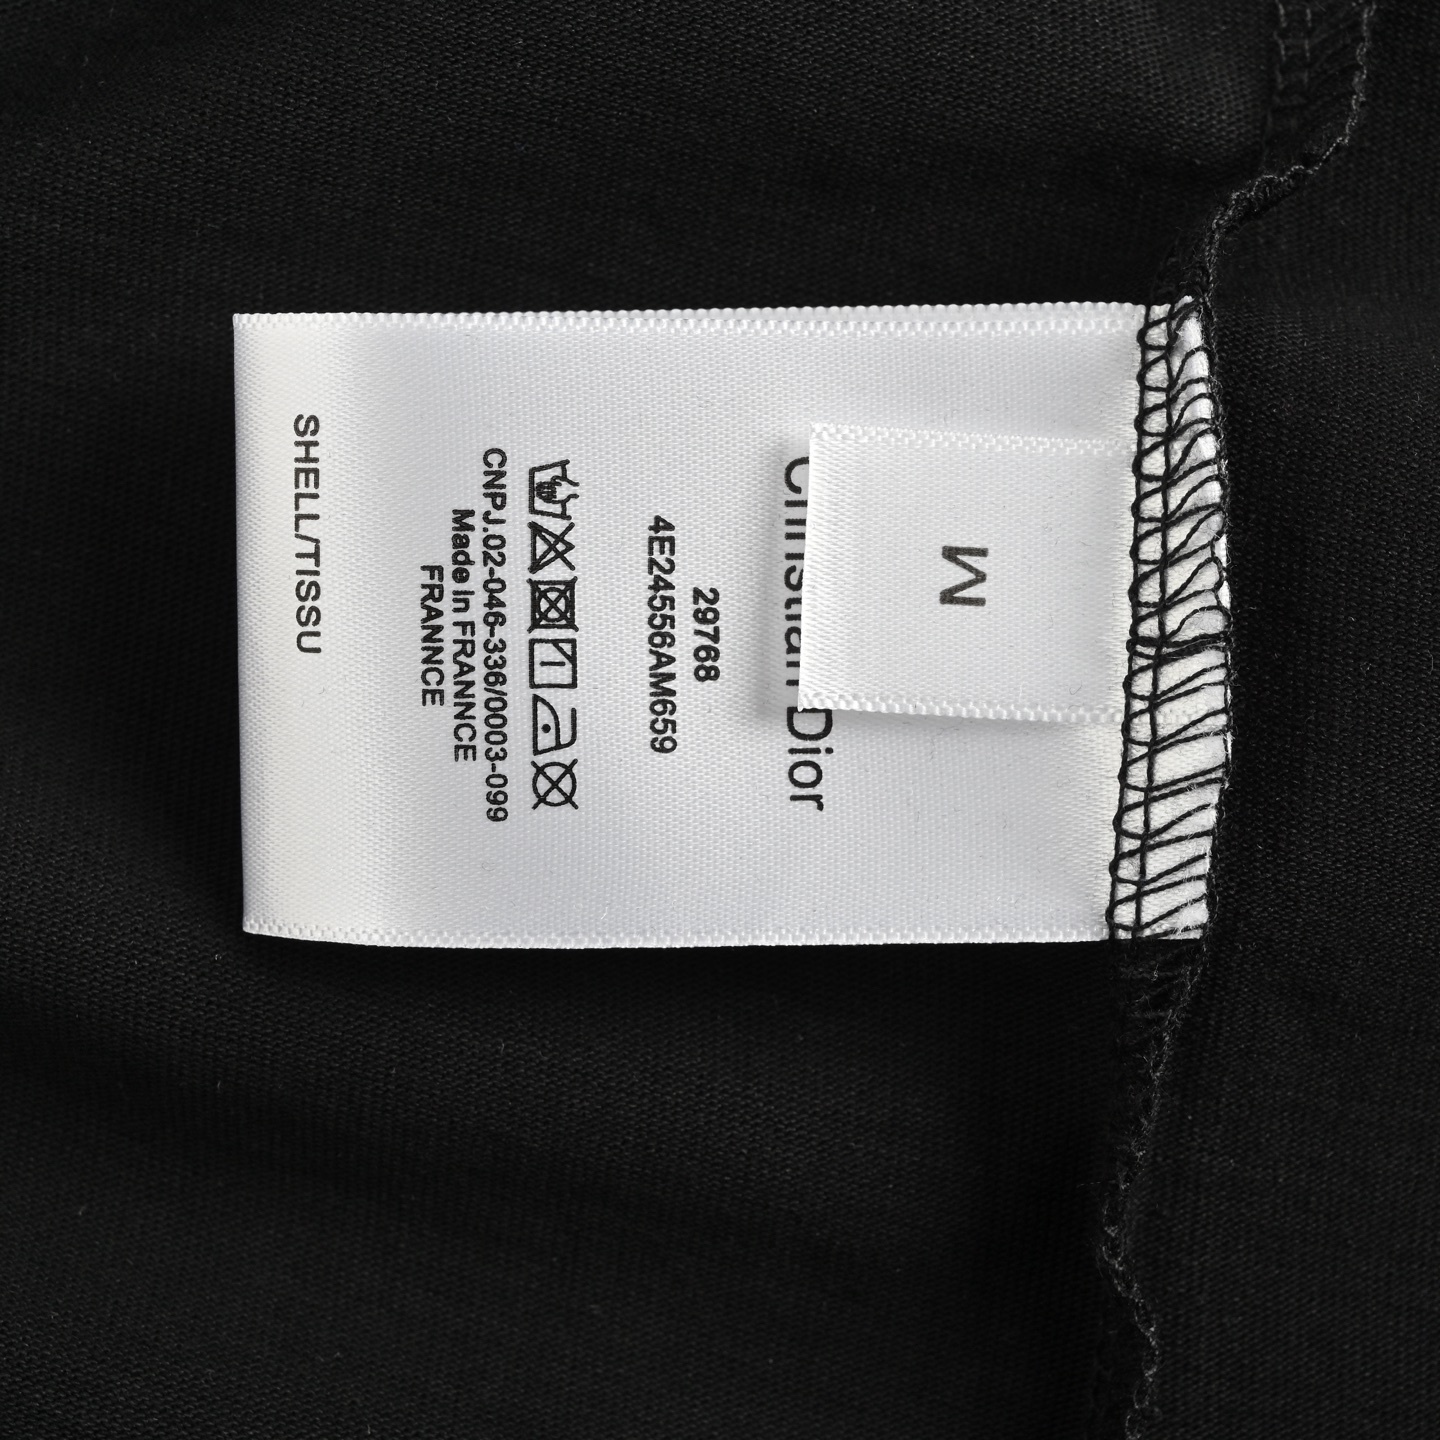 M
Christian Dior
29768
4E24556AM659
CNPJ.02-046-336/0003-099
Made in FRANNCE
FRANNCE
SHELL/TISSU